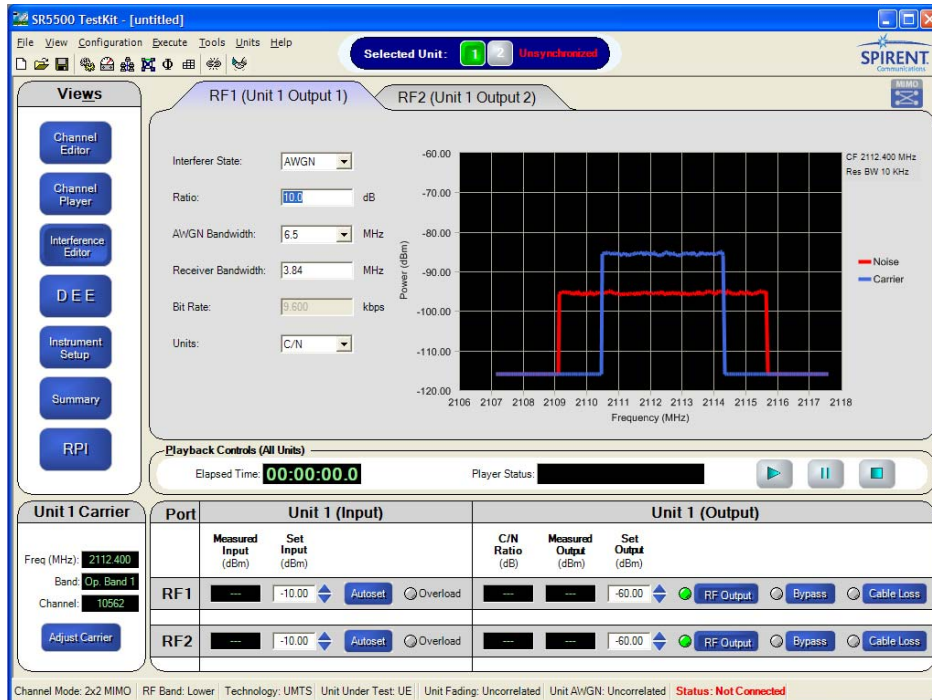 SR5500 TestKit - [untitled]
File View Configuration Execute Tools Units Help
Selected Unit: 1 2 Unsynchronized
SPIRENT
Communications
MIMO
Views
Channel Editor
Channel Player
Interference Editor
DEE
Instrument Setup
Summary
RPI
RF1 (Unit 1 Output 1)
RF2 (Unit 1 Output 2)
Interferer State: AWGN
Ratio: 10.0 dB
AWGN Bandwidth: 6.5 MHz
Receiver Bandwidth: 3.84 MHz
Bit Rate: 9.600 kbps
Units: C/N
Power (dBm)
-60.00
-70.00
-80.00
-90.00
-100.00
-110.00
-120.00
2106 2107 2108 2109 2110 2111 2112 2113 2114 2115 2116 2117 2118
Frequency (MHz)
CF 2112.400 MHz
Res BW 10 KHz
Noise
Carrier
Playback Controls (All Units)
Elapsed Time: 00:00:00.0
Player Status:
Unit 1 Carrier
Freq (MHz): 2112.400
Band: Op. Band 1
Channel: 10562
Adjust Carrier
Port Unit 1 (Input) Unit 1 (Output)
Measured Input (dBm) Set Input (dBm) C/N Ratio (dB) Measured Output (dBm) Set Output (dBm)
RF1 --- -10.00 Autoset Overload --- --- -60.00 RF Output Bypass Cable Loss
RF2 --- -10.00 Autoset Overload --- --- -60.00 RF Output Bypass Cable Loss
Channel Mode: 2x2 MIMO RF Band: Lower Technology: UMTS Unit Under Test: UE Unit Fading: Uncorrelated Unit AWGN: Uncorrelated Status: Not Connected